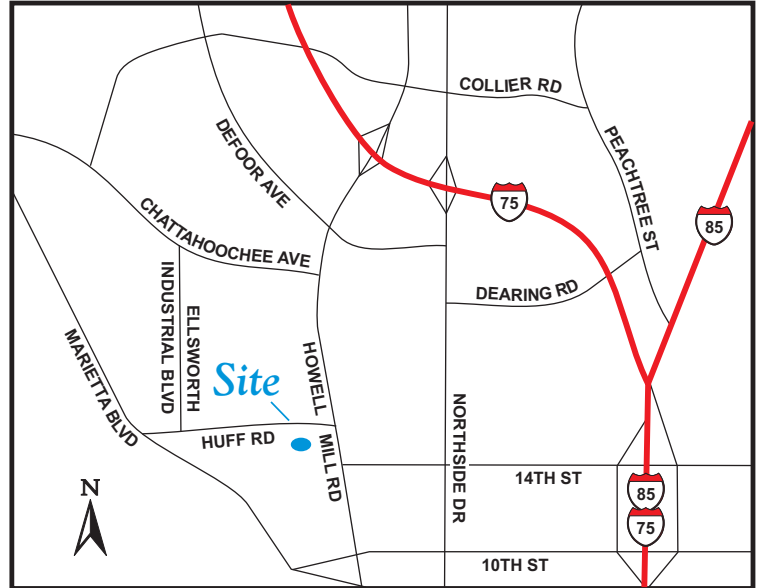 COLLIER RD
DEFOOR AVE
PEACHTREE ST
75
85
CHATTAHOOCHEE AVE
DEARING RD
ELLSWORTH
INDUSTRIAL BLVD
MARIETTA BLVD
Site
HOWELL
MILL RD
HUFF RD
NORTHSIDE DR
14TH ST
85
75
10TH ST
N